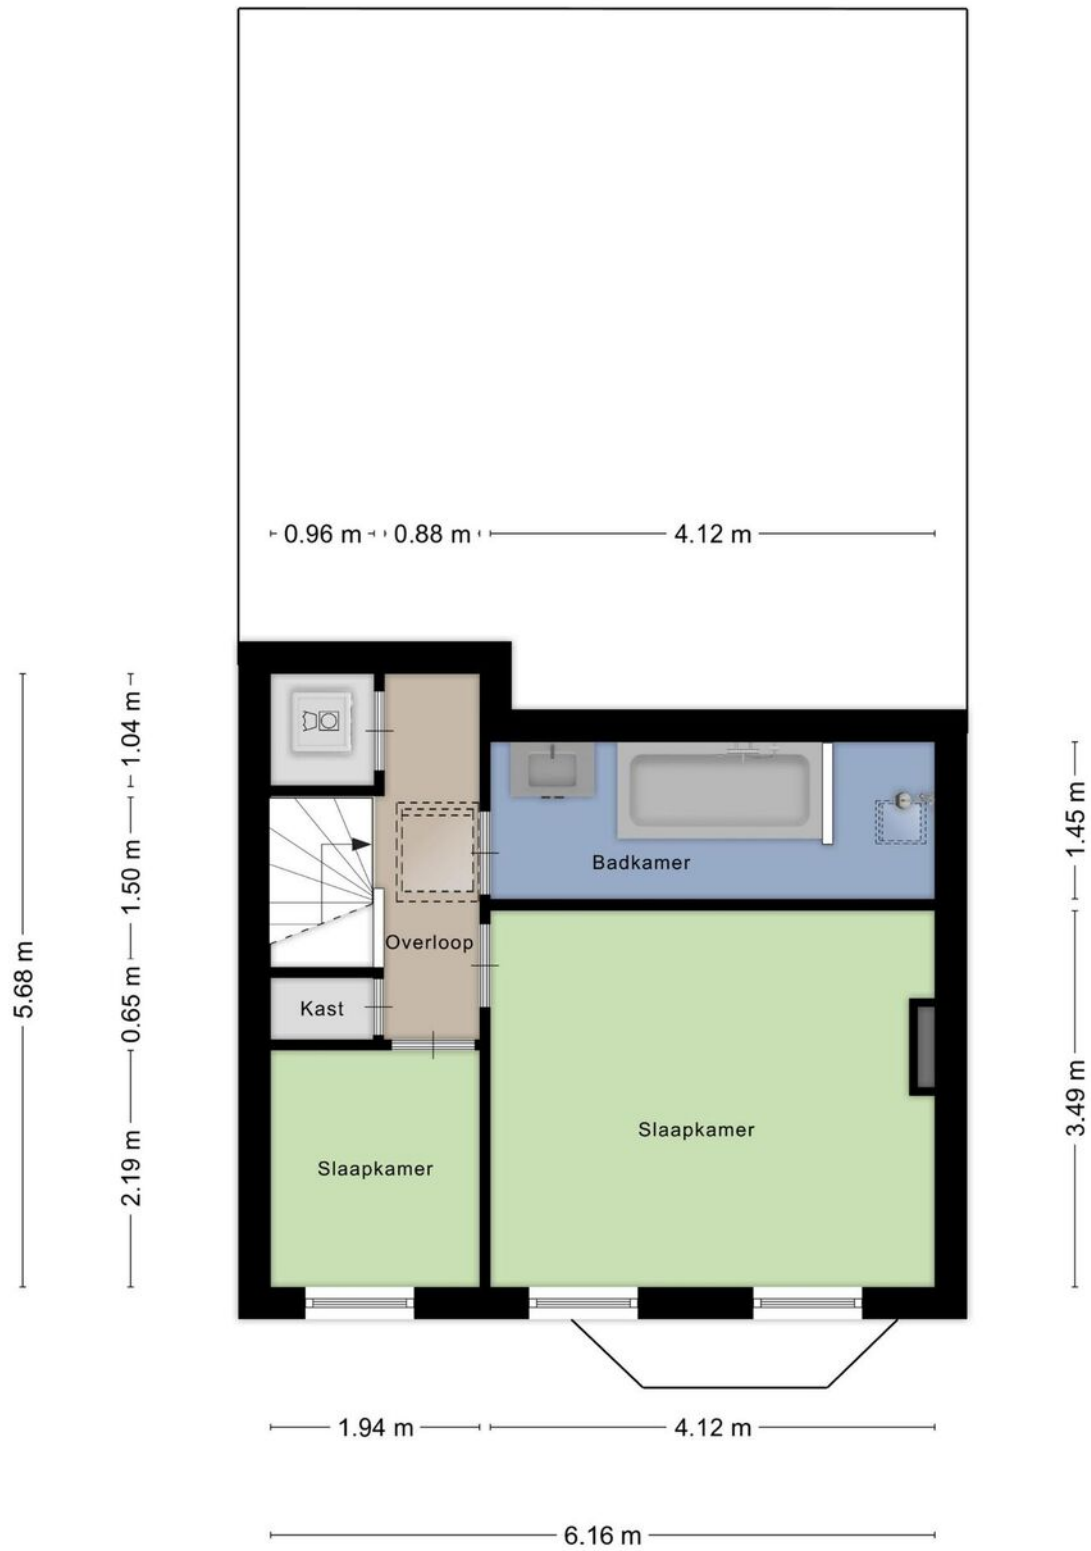 0.96 m
0.88 m
4.12 m
1.04 m
1.50 m
0.65 m
2.19 m
5.68 m
1.45 m
3.49 m
Badkamer
Overloop
Kast
Slaapkamer
Slaapkamer
1.94 m
4.12 m
6.16 m